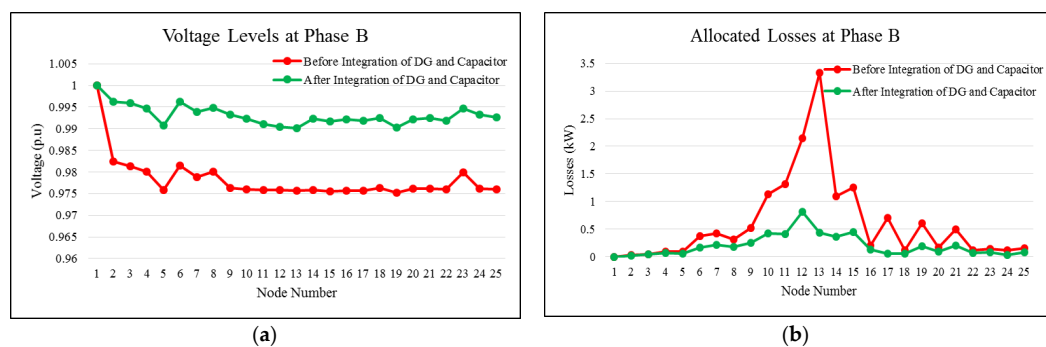 Voltage Levels at Phase B
Before Integration of DG and Capacitor
After Integration of DG and Capacitor
Voltage (p.u)
1.005
1
0.995
0.99
0.985
0.98
0.975
0.97
0.965
0.96
1 2 3 4 5 6 7 8 9 10 11 12 13 14 15 16 17 18 19 20 21 22 23 24 25
Node Number
(a)
Allocated Losses at Phase B
Before Integration of DG and Capacitor
After Integration of DG and Capacitor
Losses (kW)
3.5
3
2.5
2
1.5
1
0.5
0
1 2 3 4 5 6 7 8 9 10 11 12 13 14 15 16 17 18 19 20 21 22 23 24 25
Node Number
(b)